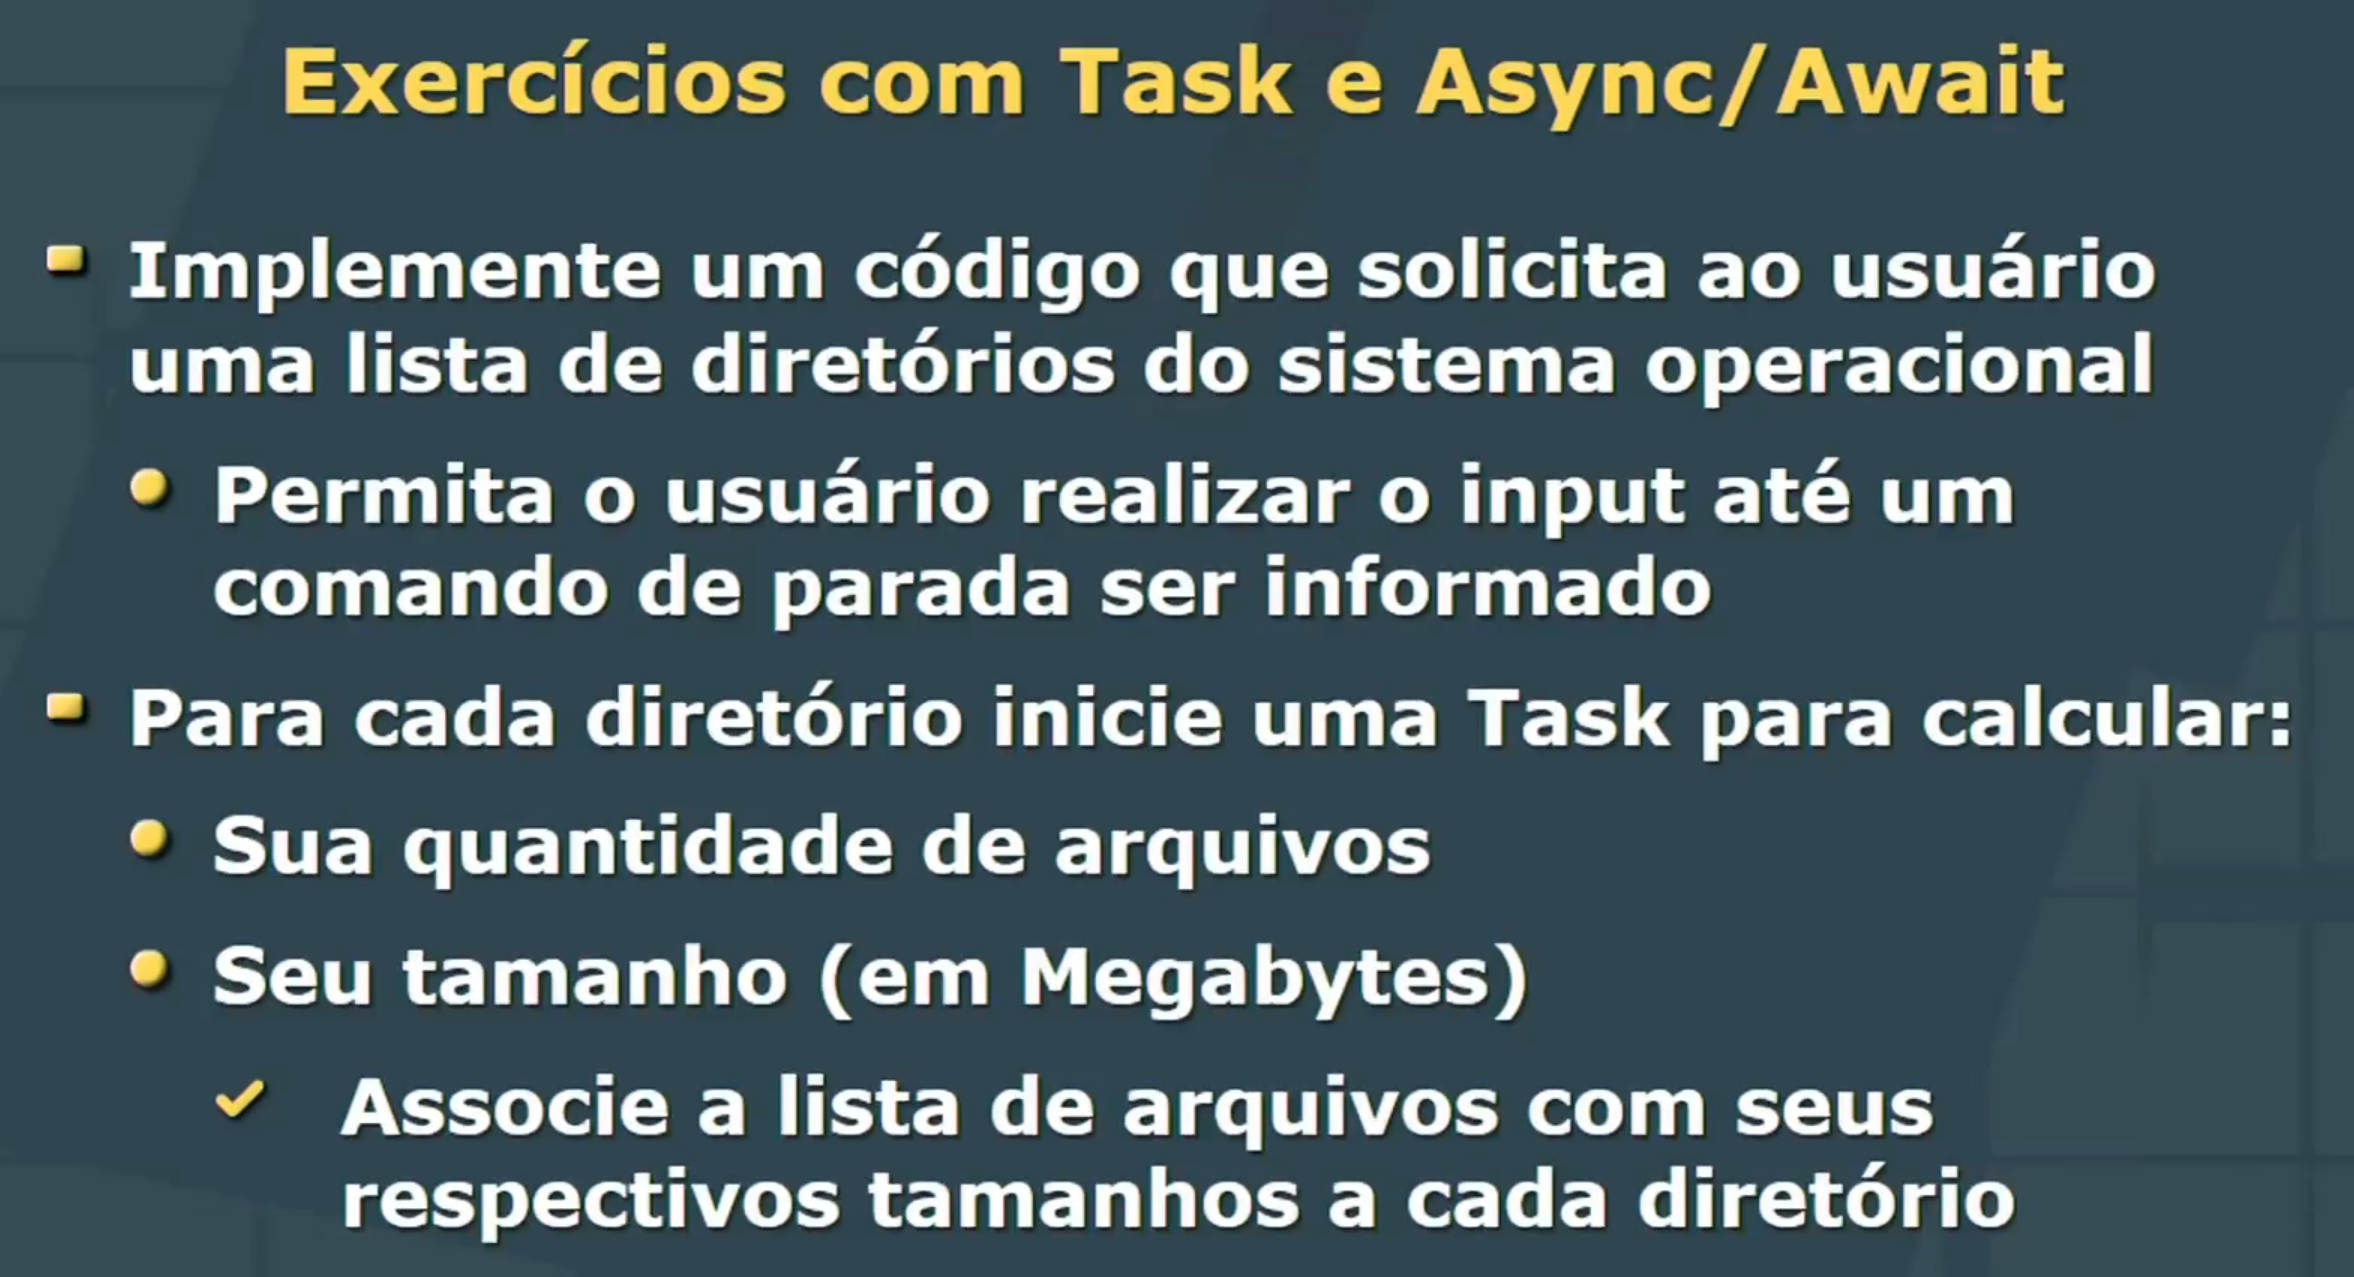 Exercícios com Task e Async/Await
Implemente um código que solicita ao usuário
uma lista de diretórios do sistema operacional
Permita o usuário realizar o input até um
comando de parada ser informado
Para cada diretório inicie uma Task para calcular:
Sua quantidade de arquivos
Seu tamanho (em Megabytes)
Associe a lista de arquivos com seus
respectivos tamanhos a cada diretório